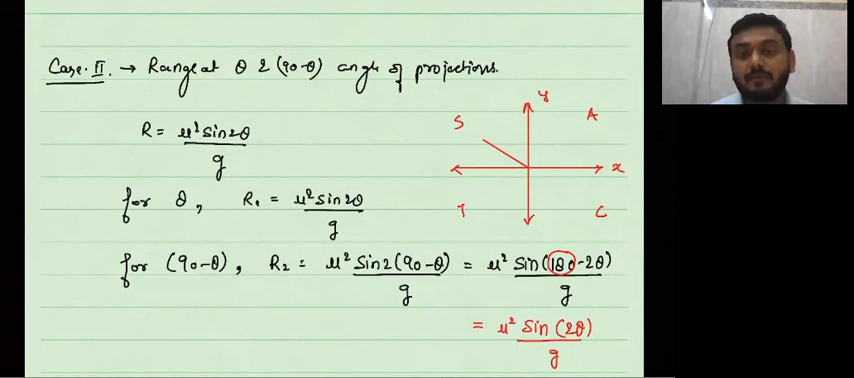 Case-II. → Range at θ & (90-θ) angle of projections.
y
S A
R = u² sin2θ / g
x
for θ, R₁ = u² sin2θ / g
T C
for (90-θ), R₂ = u² Sin2(90-θ) / g = u² Sin(180-2θ) / g
= u² Sin(2θ) / g